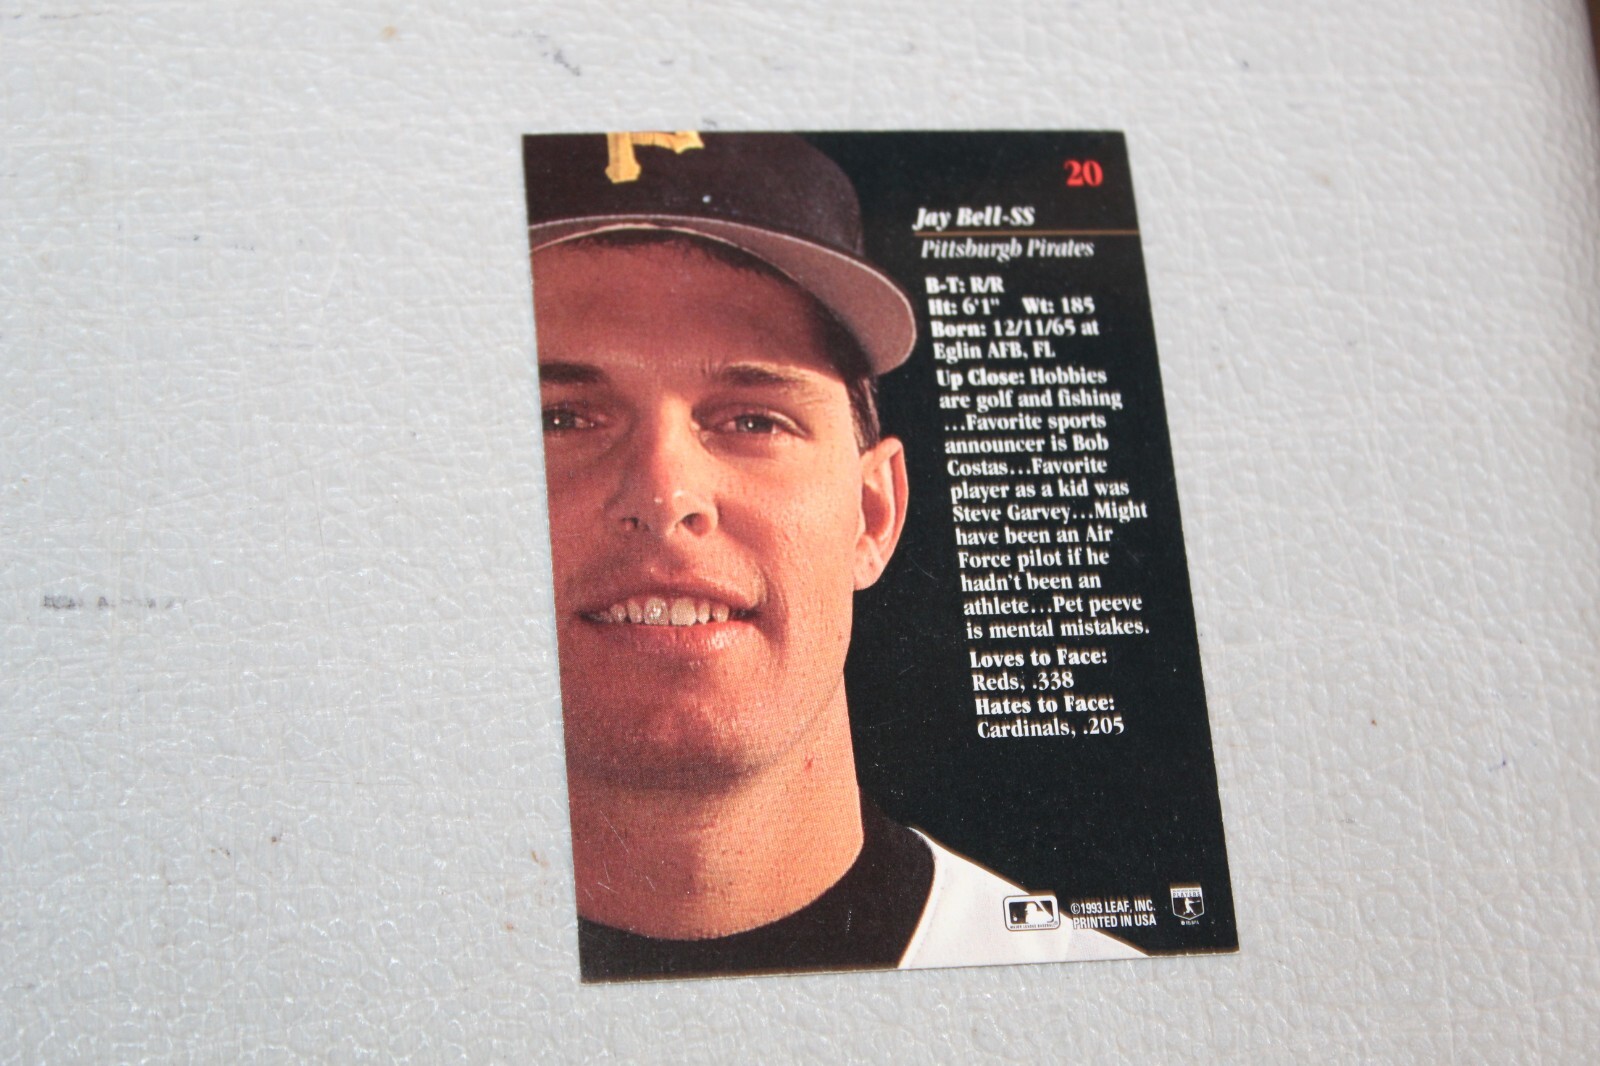 20
Jay Bell-SS
Pittsburgh Pirates
B-T: R/R
Ht: 6'1" Wt: 185
Born: 12/11/65 at
Eglin AFB, FL
Up Close: Hobbies
are golf and fishing
...Favorite sports
announcer is Bob
Costas...Favorite
player as a kid was
Steve Garvey...Might
have been an Air
Force pilot if he
hadn't been an
athlete...Pet peeve
is mental mistakes.
Loves to Face:
Reds, .338
Hates to Face:
Cardinals, .205
©1993 LEAF, INC.
PRINTED IN USA
PLAYERS